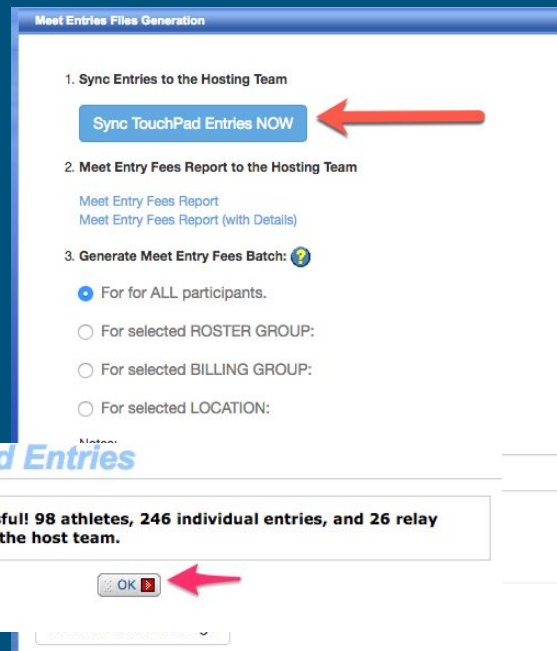 Meet Entries Files Generation
1. Sync Entries to the Hosting Team
Sync TouchPad Entries NOW
2. Meet Entry Fees Report to the Hosting Team
Meet Entry Fees Report
Meet Entry Fees Report (with Details)
3. Generate Meet Entry Fees Batch: ?
For for ALL participants.
For selected ROSTER GROUP:
For selected BILLING GROUP:
For selected LOCATION:
Notes:
d Entries
sful! 98 athletes, 246 individual entries, and 26 relay
the host team.
OK